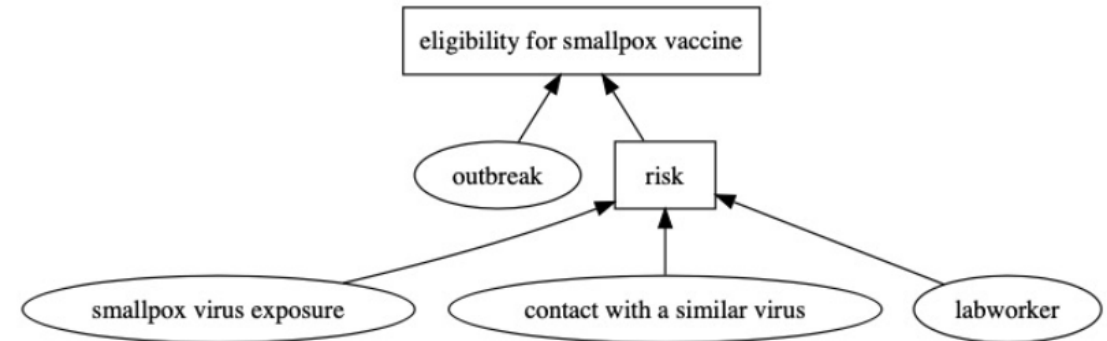 eligibility for smallpox vaccine
outbreak
risk
smallpox virus exposure
contact with a similar virus
labworker